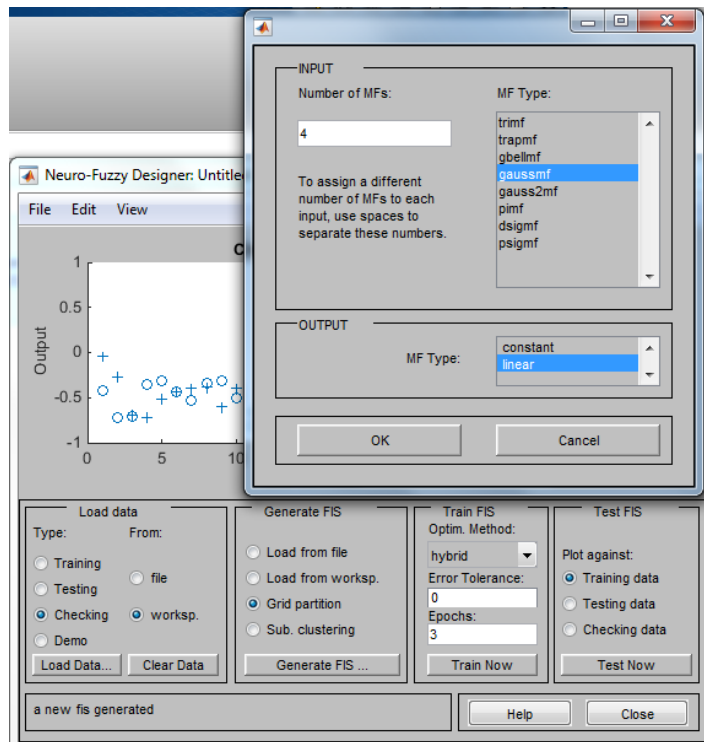 INPUT
Number of MFs:
MF Type:
4
trimf
trapmf
gbellmf
gaussmf
gauss2mf
pimf
dsigmf
psigmf
To assign a different
number of MFs to each
input, use spaces to
separate these numbers.
OUTPUT
MF Type:
constant
linear
OK
Cancel
Neuro-Fuzzy Designer:
File Edit View
Output
1
0.5
0
-0.5
-1
0 5 10
Load data
Type: From:
Training
Testing
Checking
Demo
file
worksp.
Load Data... Clear Data
Generate FIS
Load from file
Load from worksp.
Grid partition
Sub. clustering
Generate FIS ...
Train FIS
Optim. Method:
hybrid
Error Tolerance:
0
Epochs:
3
Train Now
Test FIS
Plot against:
Training data
Testing data
Checking data
Test Now
a new fis generated
Help
Close